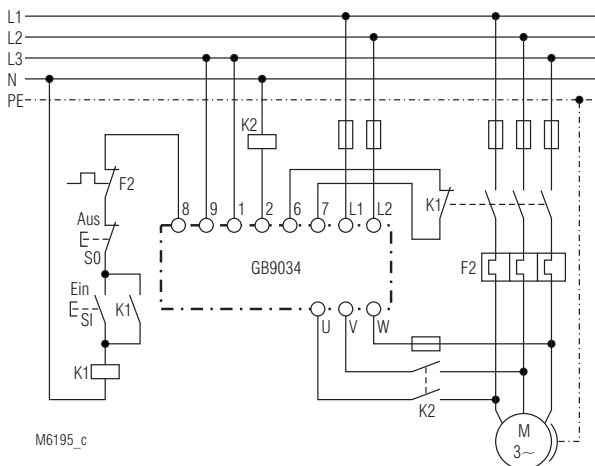 L1
L2
L3
N
PE
K2
F2
8 9 1 2 6 7 L1 L2
Aus
S0
K1
GB9034
F2
Ein
SI
K1
U V W
K1
K2
M
3~
M6195_c